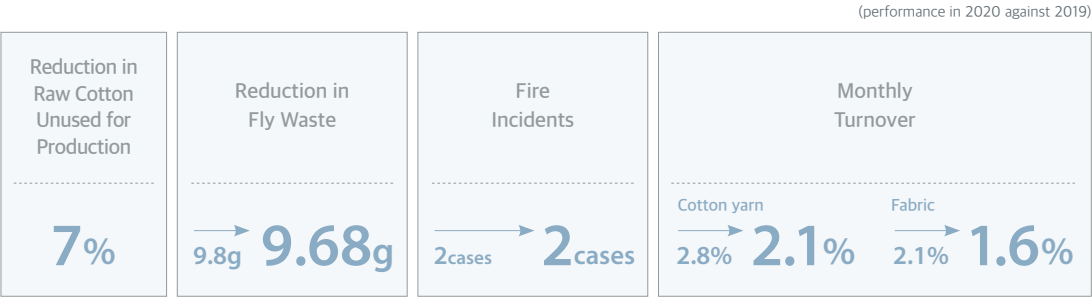 (performance in 2020 against 2019)
Reduction in
Raw Cotton
Unused for
Production
7%
Reduction in
Fly Waste
9.8g 9.68g
Fire
Incidents
2cases 2cases
Monthly
Turnover
Cotton yarn
2.8% 2.1%
Fabric
2.1% 1.6%